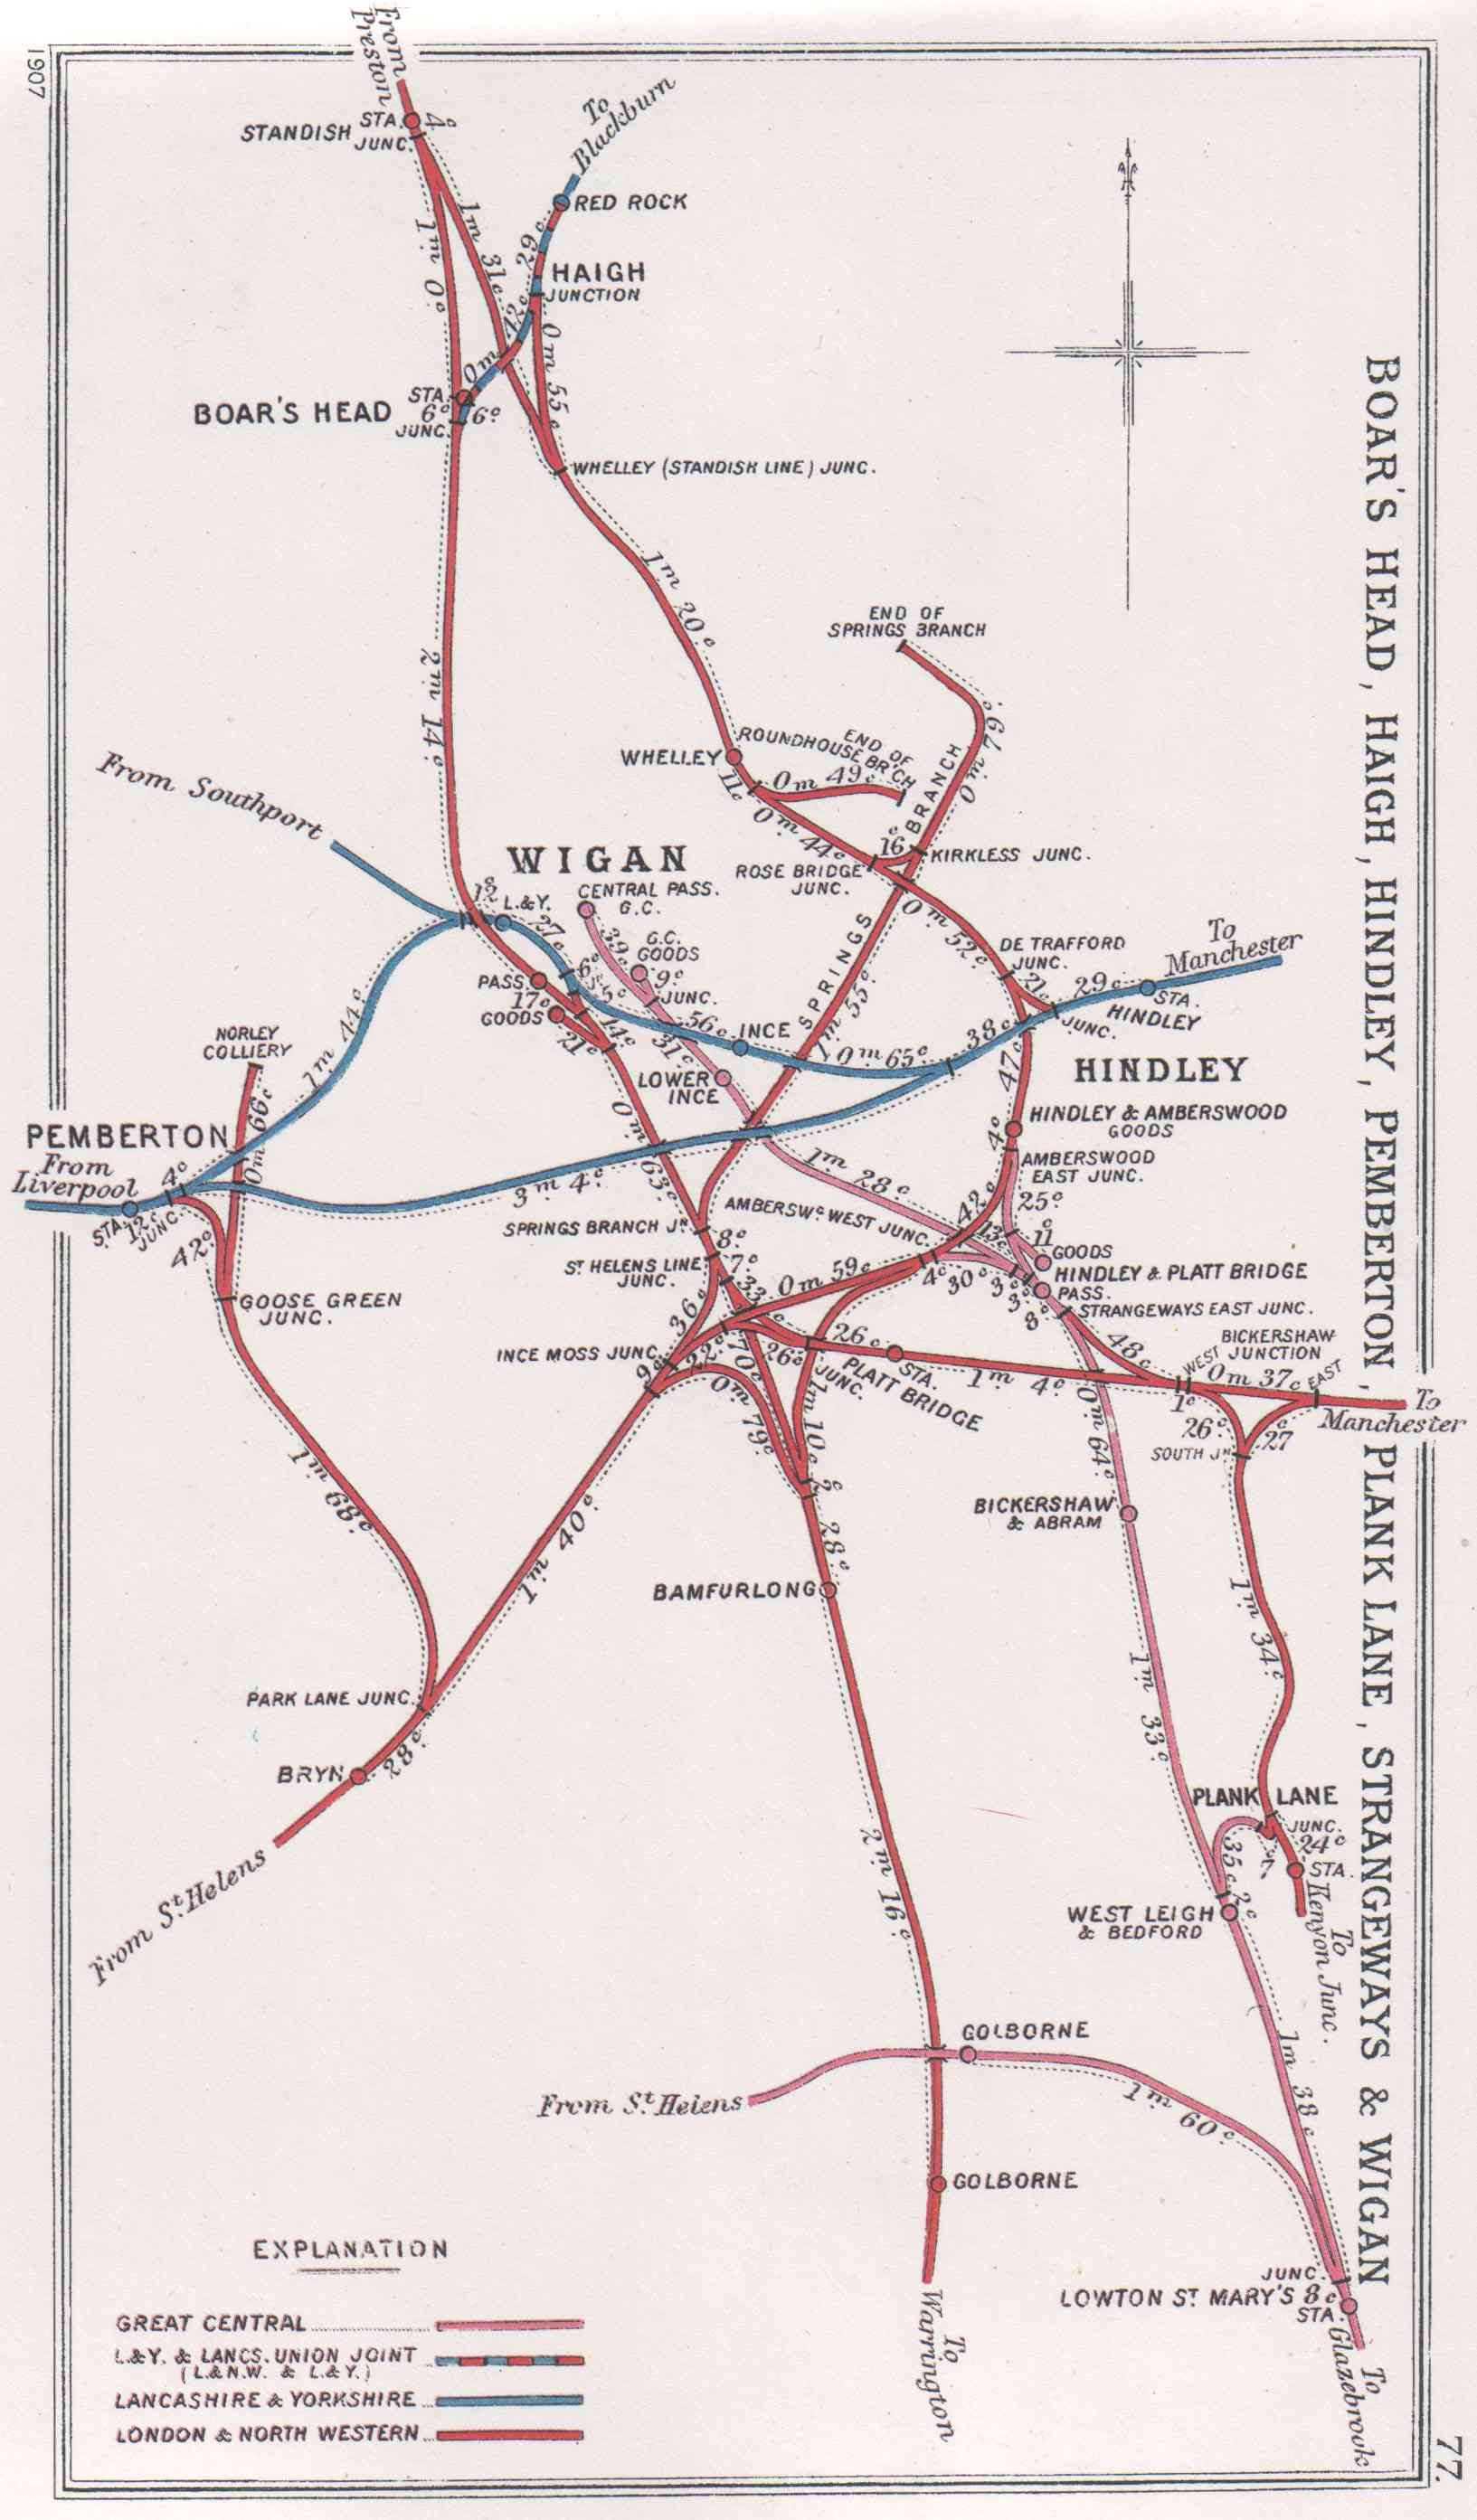 1907
From
Preston
STA.
STANDISH
JUNC.
4c
To
Blackburn
RED ROCK
1m 0c
1m 31c
29c
HAIGH
JUNCTION
0m 42c
0m 55c
STA.
BOAR'S HEAD
6c
16c
JUNC.
WHELLEY (STANDISH LINE) JUNC.
1m 20c
2m 14c
END OF
SPRINGS BRANCH
0m 79c
WHELLEY
11c
END OF
ROUNDHOUSE BR'CH
0m 49c
0m 44c
16c
SPRINGS BRANCH
KIRKLESS JUNC.
ROSE BRIDGE
JUNC.
From Southport
WIGAN
12c
L.&Y.
27c
CENTRAL PASS.
G.C.
39c
G.C.
GOODS
9c
JUNC.
PASS.
17c
GOODS
21c
6c
5c
14c
56c
INCE
31c
LOWER
INCE
1m 55c
0m 52c
DE TRAFFORD
JUNC.
21c
29c
To
Manchester
STA.
HINDLEY
JUNC.
38c
0m 65c
47c
HINDLEY
NORLEY
COLLIERY
1m 44c
0m 66c
PEMBERTON
From
Liverpool
4c
STA.
12c
JUNC.
42c
3m 4c
0m 63c
4c
HINDLEY & AMBERSWOOD
GOODS
AMBERSWOOD
EAST JUNC.
25c
1m 28c
42c
AMBERSWD WEST JUNC.
13c
11c
GOODS
HINDLEY & PLATT BRIDGE
PASS.
STRANGEWAYS EAST JUNC.
SPRINGS BRANCH JN
8c
ST HELENS LINE
JUNC.
7c
33c
0m 59c
4c
30c
3c
3c
8c
GOOSE GREEN
JUNC.
36c
INCE MOSS JUNC.
9c
22c
70c
26c
26c
STA.
PLATT BRIDGE
JUNC.
1m 4c
48c
BICKERSHAW
JUNCTION
WEST
0m 37c
EAST
1c
26c
27c
SOUTH JN
To
Manchester
0m 79c
1m 10c
2c
28c
0m 64c
1m 68c
1m 40c
BICKERSHAW
& ABRAM
BAMFURLONG
1m 34c
1m 33c
PARK LANE JUNC.
28c
BRYN
From St Helens
2m 16c
PLANK LANE
JUNC.
24c
STA.
35c
7
2c
WEST LEIGH
& BEDFORD
To
Kenyon Junc.
GOLBORNE
From St Helens
1m 60c
1m 38c
GOLBORNE
JUNC.
LOWTON ST MARY'S
8c
STA.
To
Glazebrook
To
Warrington
EXPLANATION
GREAT CENTRAL
L.&Y. & LANCS. UNION JOINT
(L.&N.W. & L.&Y.)
LANCASHIRE & YORKSHIRE
LONDON & NORTH WESTERN
BOAR'S HEAD, HAIGH, HINDLEY, PEMBERTON, PLANK LANE, STRANGEWAYS & WIGAN
77.